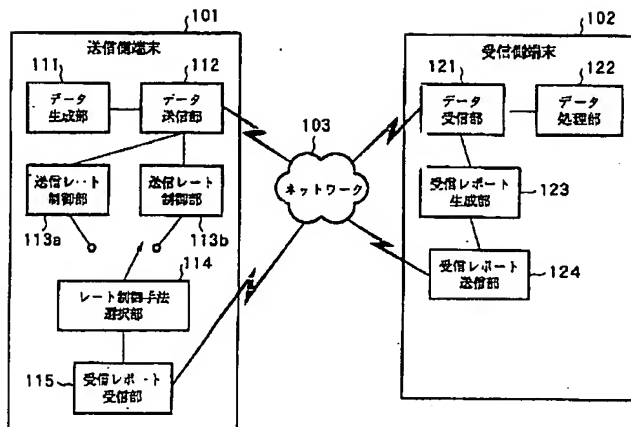 101
送信側端末
111
112
データ
生成部
データ
送信部
送信レート
制御部
送信レート
制御部
113a
113b
114
レート制御手法
選択部
115
受信レポート
受信部
103
ネットワーク
102
受信側端末
121
122
データ
受信部
データ
処理部
受信レポート
生成部
123
受信レポート
送信部
124